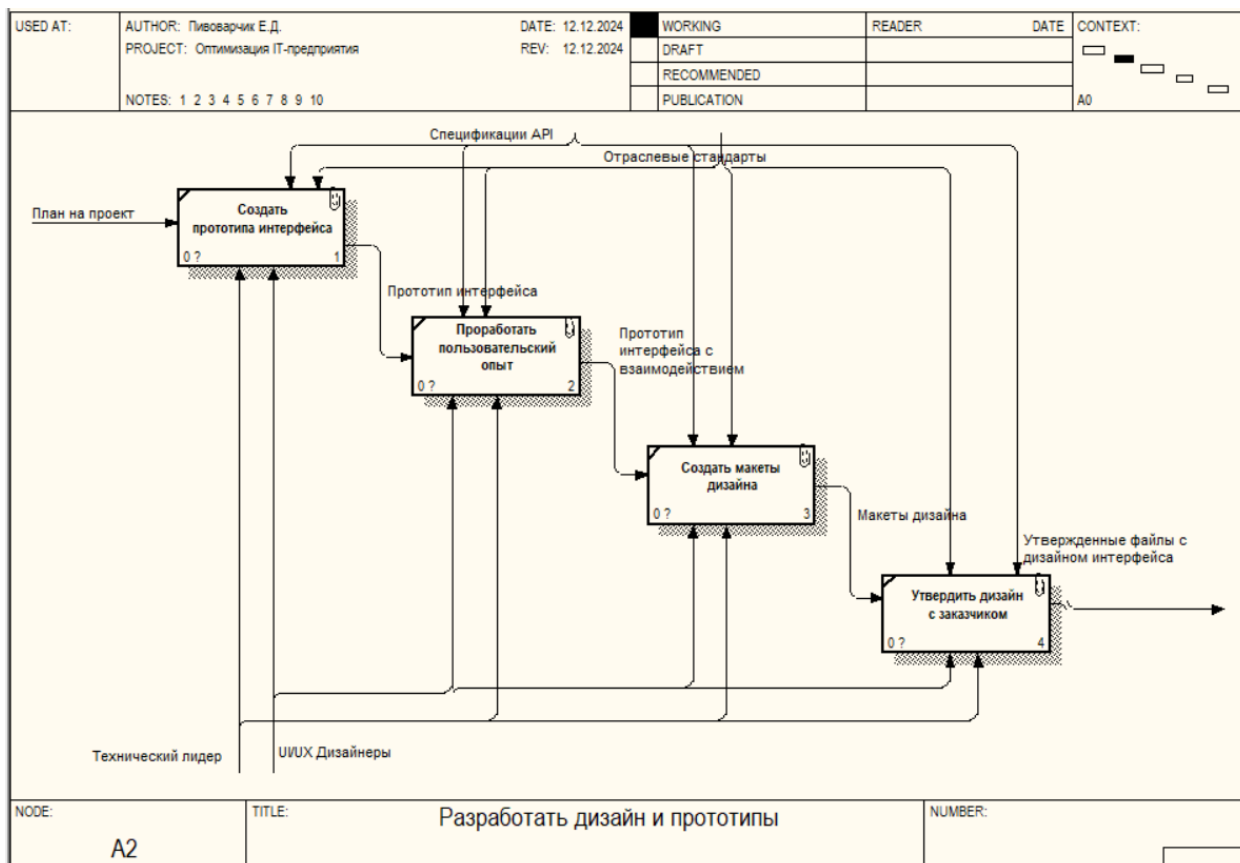 USED AT:
AUTHOR: Пивоварчик Е.Д.
DATE: 12.12.2024
PROJECT: Оптимизация IT-предприятия
REV: 12.12.2024
NOTES: 1 2 3 4 5 6 7 8 9 10
WORKING
DRAFT
RECOMMENDED
PUBLICATION
READER
DATE
CONTEXT:
A0
Спецификации API
Отраслевые стандарты
План на проект
Создать
прототипа интерфейса
0 ?
1
Прототип интерфейса
Проработать
пользовательский
опыт
0 ?
2
Прототип
интерфейса с
взаимодействием
Создать макеты
дизайна
0 ?
3
Макеты дизайна
Утвержденные файлы с
дизайном интерфейса
Утвердить дизайн
с заказчиком
0 ?
4
Технический лидер
UI/UX Дизайнеры
NODE:
A2
TITLE:
Разработать дизайн и прототипы
NUMBER: